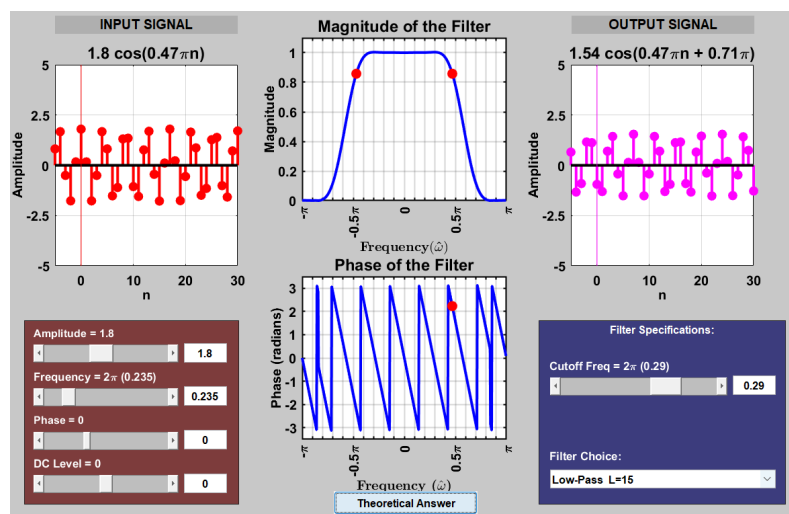 INPUT SIGNAL
1.8 cos(0.47πn)
5
2.5
0
-2.5
-5
Amplitude
0
10
20
30
n
Magnitude of the Filter
1
0.8
0.6
0.4
0.2
0
Magnitude
-π
-0.5π
0
0.5π
π
Frequency(ω̂)
OUTPUT SIGNAL
1.54 cos(0.47πn + 0.71π)
5
2.5
0
-2.5
-5
Amplitude
0
10
20
30
n
Phase of the Filter
3
2
1
0
-1
-2
-3
Phase (radians)
-π
-0.5π
0
0.5π
π
Frequency (ω̂)
Theoretical Answer
Amplitude = 1.8
1.8
Frequency = 2π (0.235)
0.235
Phase = 0
0
DC Level = 0
0
Filter Specifications:
Cutoff Freq = 2π (0.29)
0.29
Filter Choice:
Low-Pass L=15